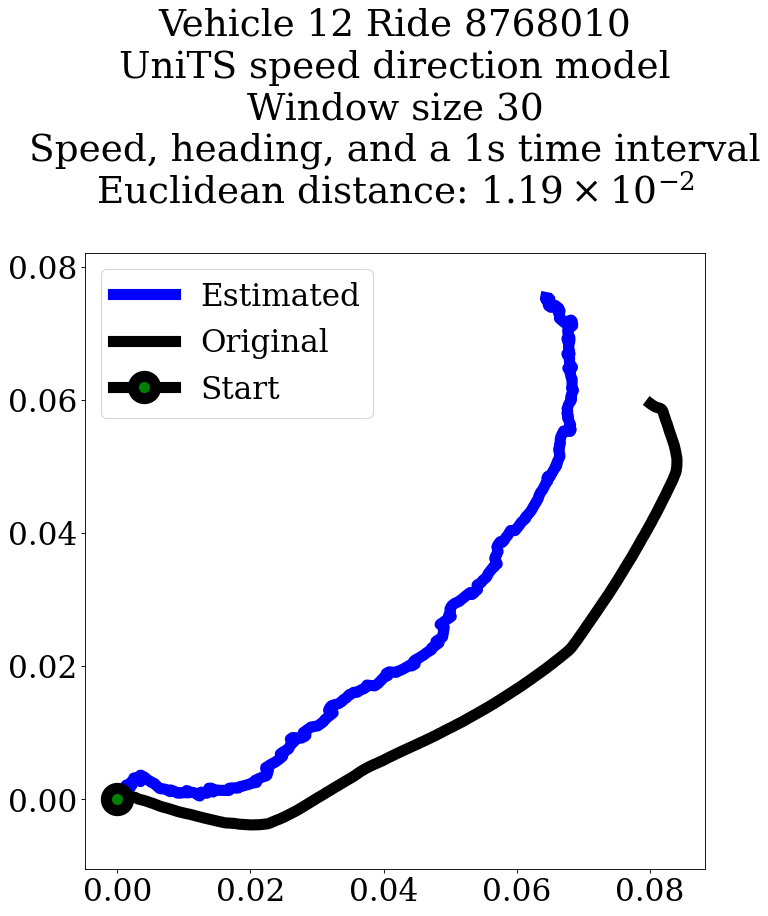 Vehicle 12 Ride 8768010
UniTS speed direction model
Window size 30
Speed, heading, and a 1s time interval
Euclidean distance: 1.19 × 10⁻²
0.08
0.06
0.04
0.02
0.00
Estimated
Original
Start
0.00 0.02 0.04 0.06 0.08